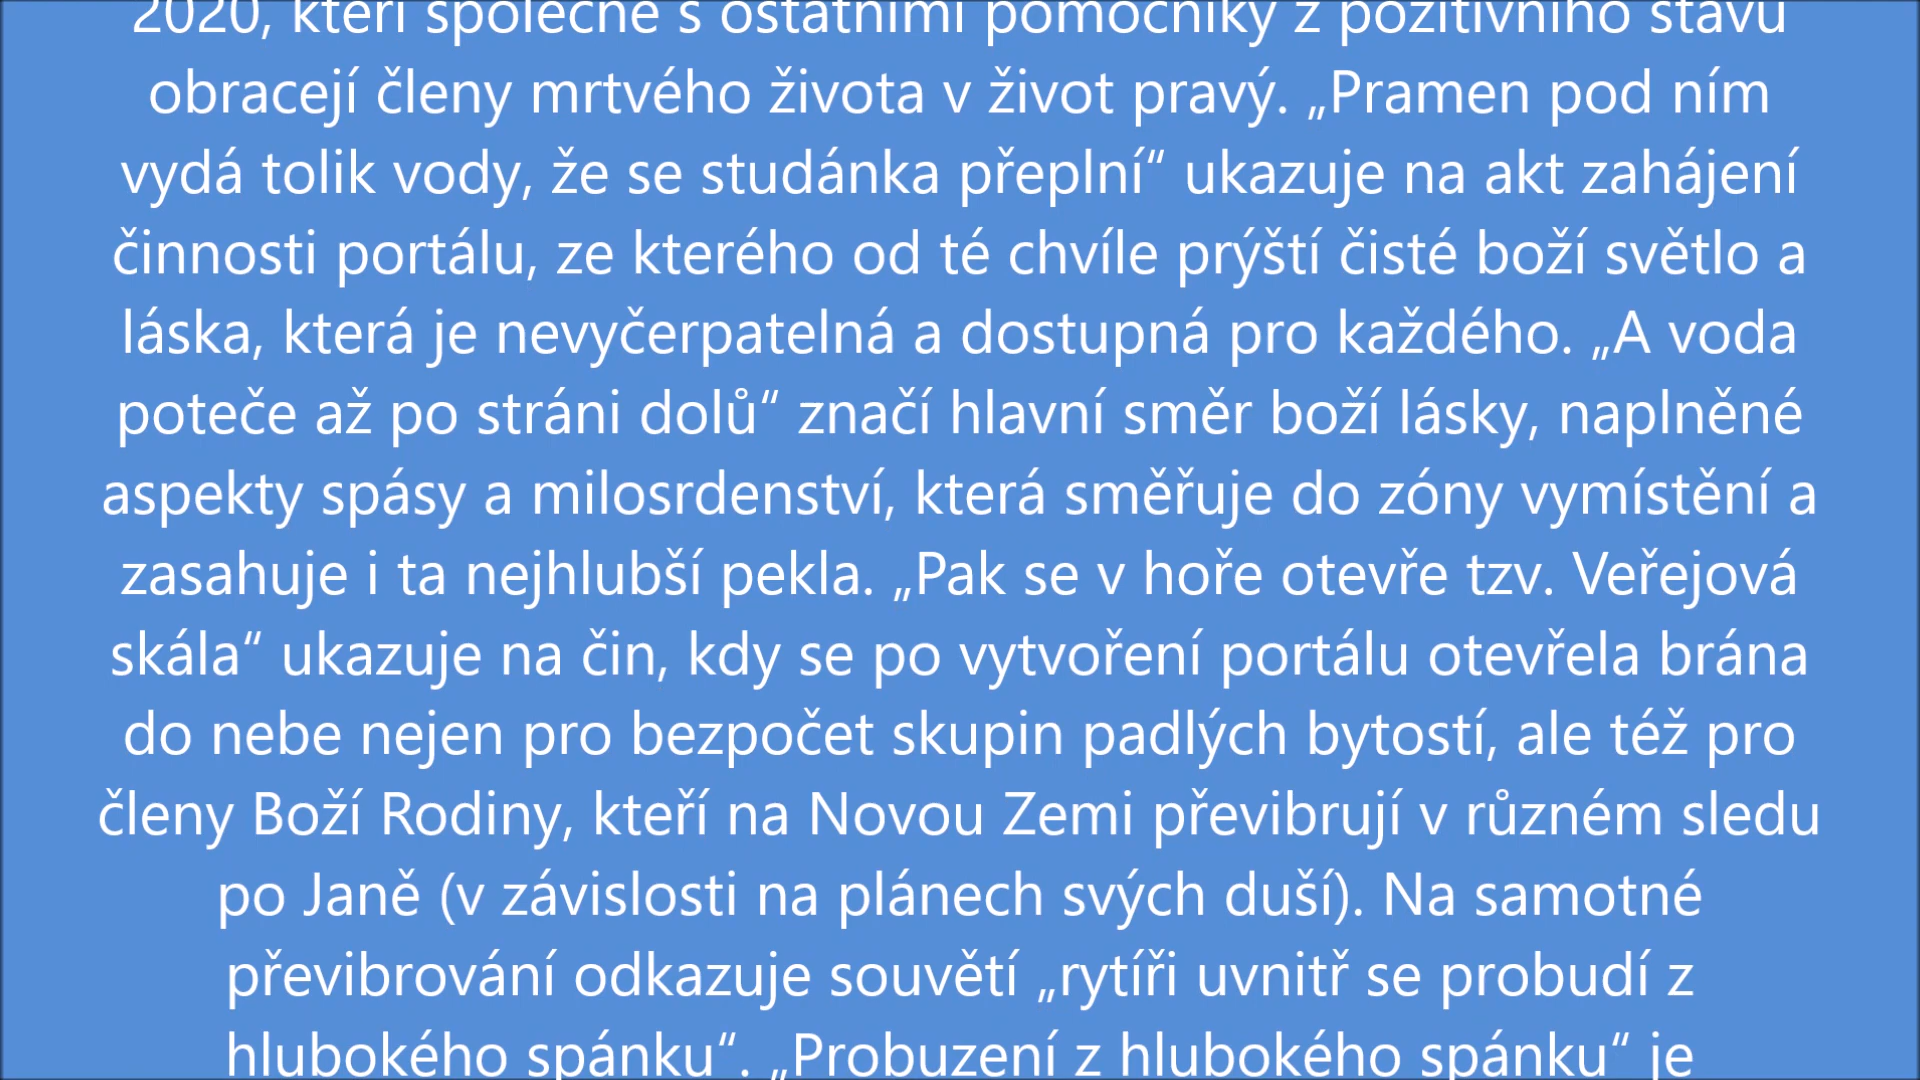 2020, kteří společně s ostatními pomocníky z pozitivního stavu
obracejí členy mrtvého života v život pravý. „Pramen pod ním
vydá tolik vody, že se studánka přeplní“ ukazuje na akt zahájení
činnosti portálu, ze kterého od té chvíle prýští čisté boží světlo a
láska, která je nevyčerpatelná a dostupná pro každého. „A voda
poteče až po stráni dolů“ značí hlavní směr boží lásky, naplněné
aspekty spásy a milosrdenství, která směřuje do zóny vymístění a
zasahuje i ta nejhlubší pekla. „Pak se v hoře otevře tzv. Veřejová
skála“ ukazuje na čin, kdy se po vytvoření portálu otevřela brána
do nebe nejen pro bezpočet skupin padlých bytostí, ale též pro
členy Boží Rodiny, kteří na Novou Zemi převibrují v různém sledu
po Janě (v závislosti na plánech svých duší). Na samotné
převibrování odkazuje souvětí „rytíři uvnitř se probudí z
hlubokého spánku“. „Probuzení z hlubokého spánku“ je